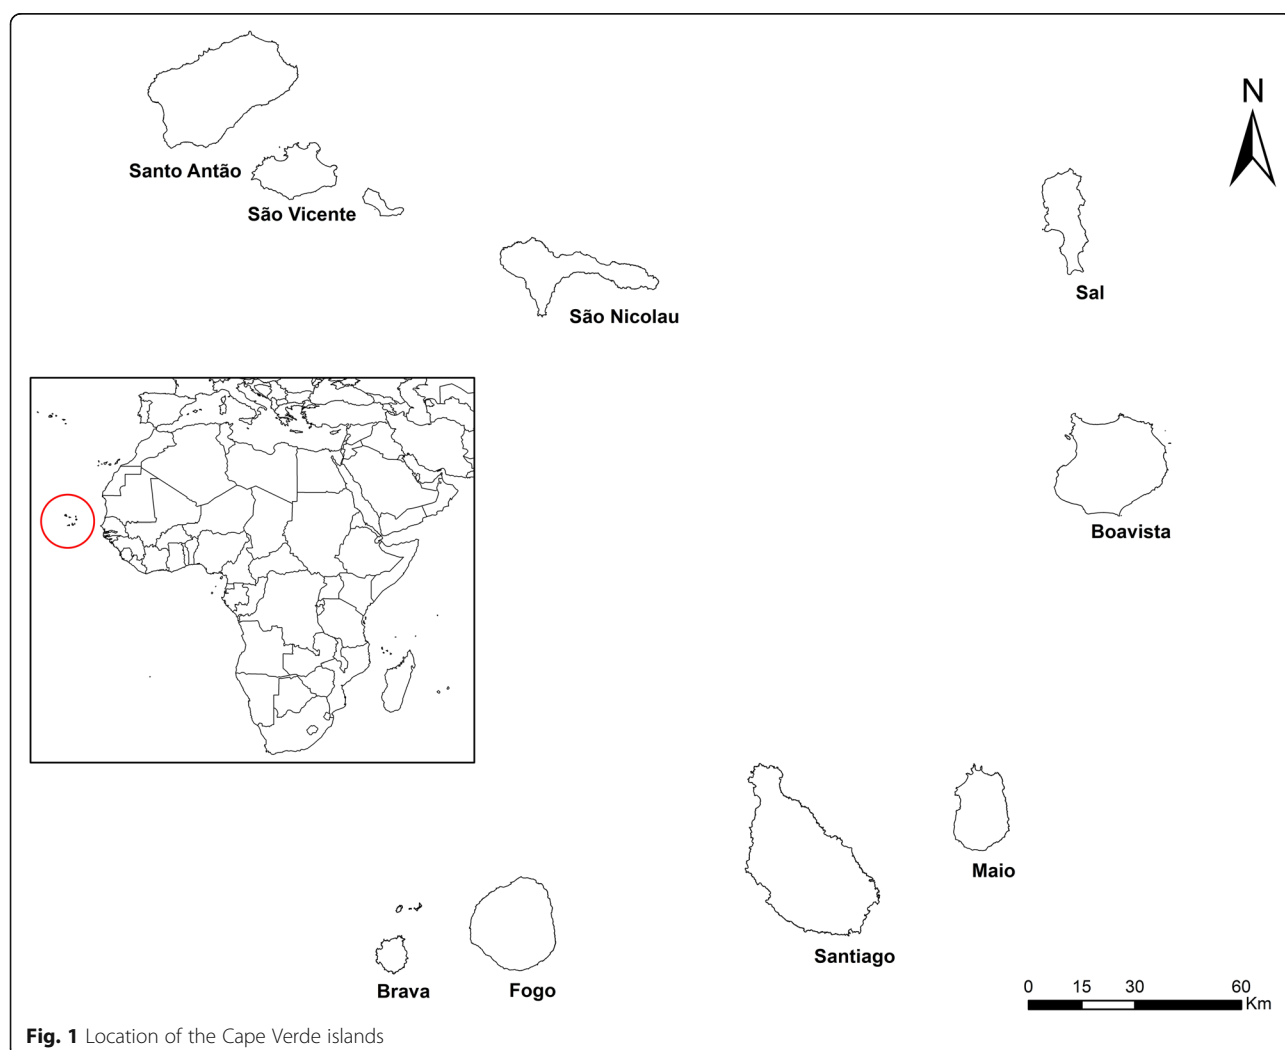 N
Santo Antão
São Vicente
São Nicolau
Sal
Boavista
Maio
Santiago
Brava
Fogo
0 15 30 60
Km
Fig. 1 Location of the Cape Verde islands